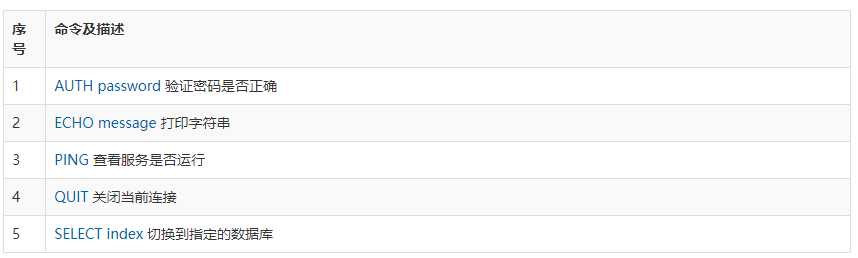 序号 命令及描述
1 AUTH password 验证密码是否正确
2 ECHO message 打印字符串
3 PING 查看服务是否运行
4 QUIT 关闭当前连接
5 SELECT index 切换到指定的数据库